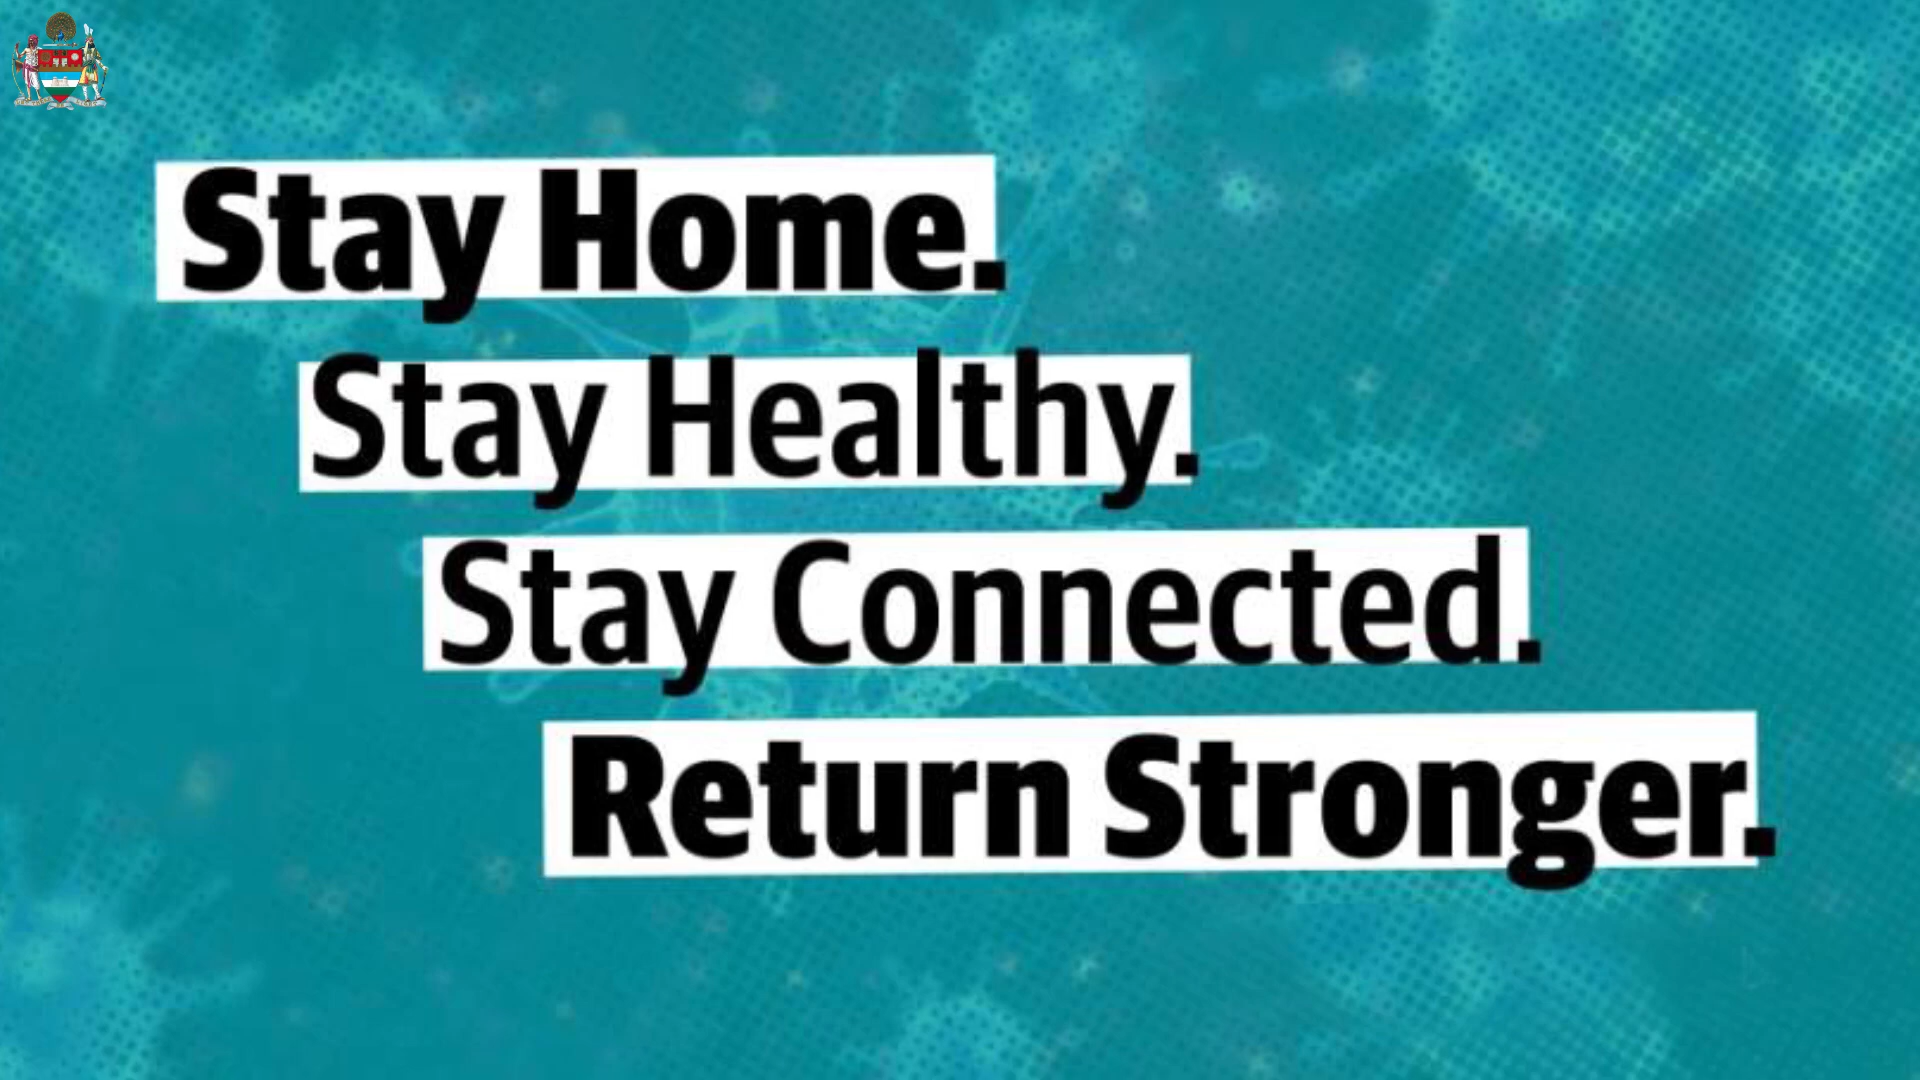 Stay Home.
Stay Healthy.
Stay Connected.
Return Stronger.